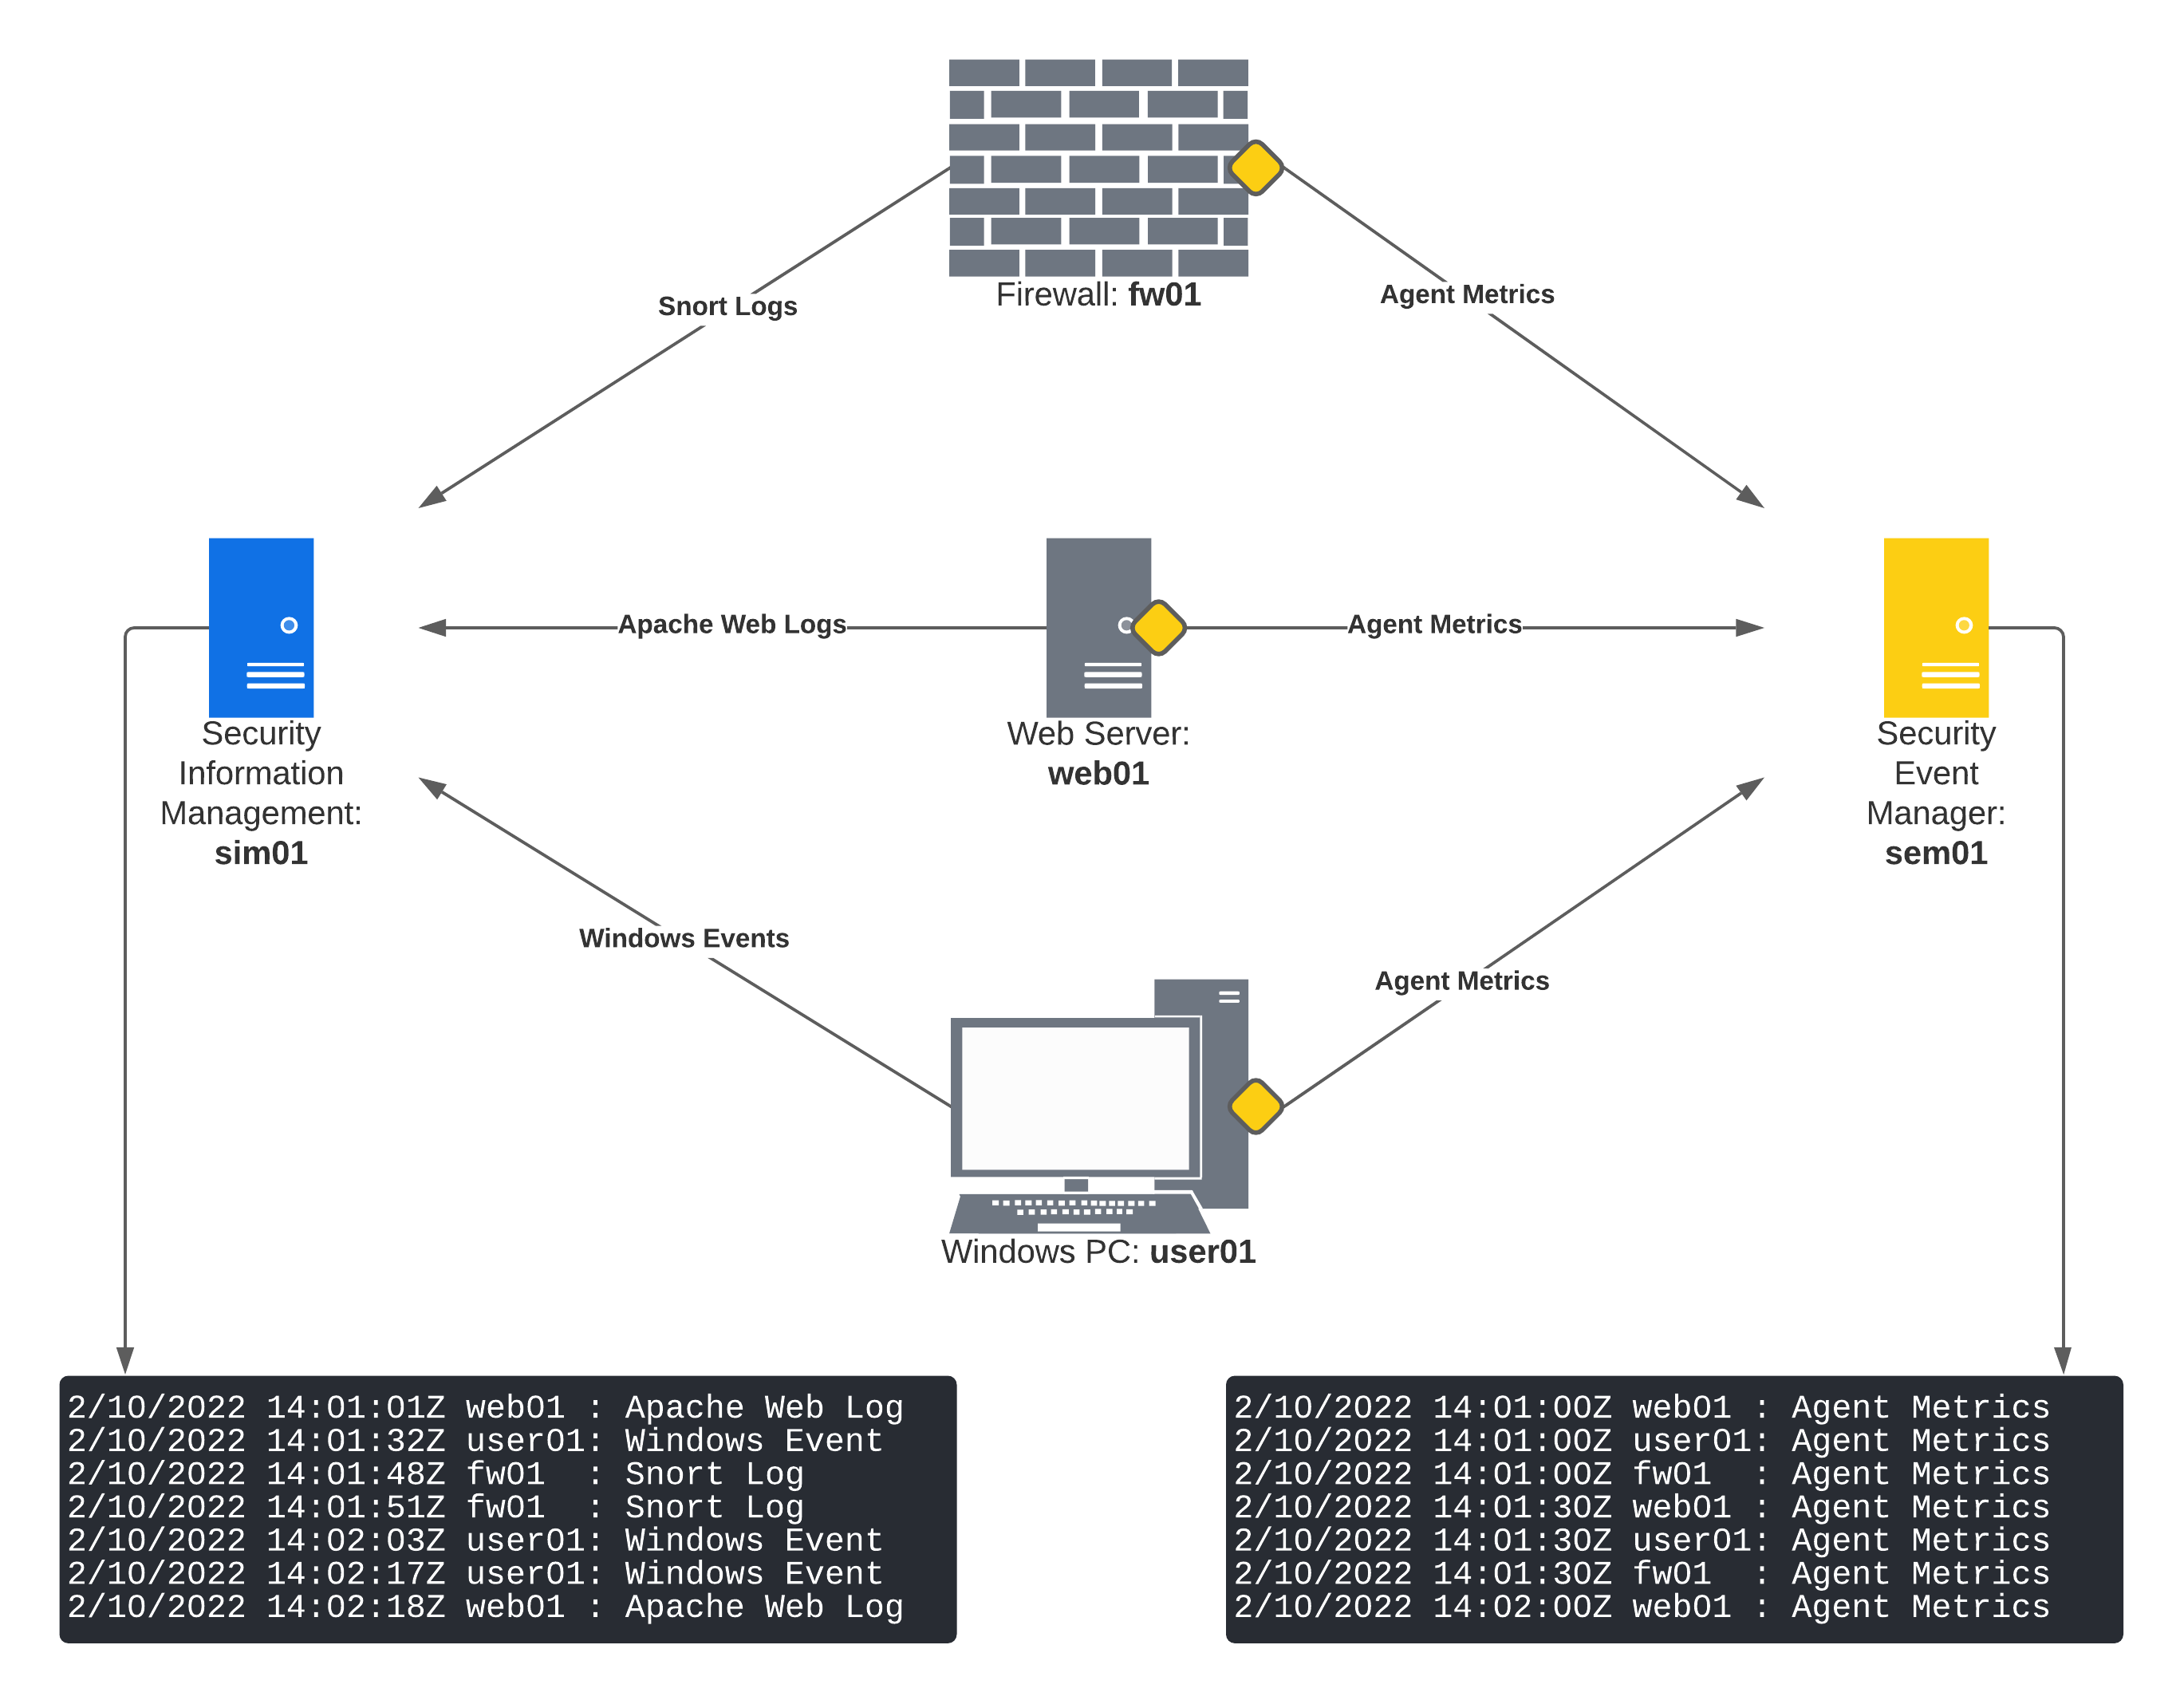 Firewall: fw01
Snort Logs
Agent Metrics
Apache Web Logs
Agent Metrics
Security
Information
Management:
sim01
Web Server:
web01
Security
Event
Manager:
sem01
Windows Events
Agent Metrics
Windows PC: user01
2/10/2022 14:01:01Z web01 : Apache Web Log
2/10/2022 14:01:32Z user01: Windows Event
2/10/2022 14:01:48Z fw01  : Snort Log
2/10/2022 14:01:51Z fw01  : Snort Log
2/10/2022 14:02:03Z user01: Windows Event
2/10/2022 14:02:17Z user01: Windows Event
2/10/2022 14:02:18Z web01 : Apache Web Log
2/10/2022 14:01:00Z web01 : Agent Metrics
2/10/2022 14:01:00Z user01: Agent Metrics
2/10/2022 14:01:00Z fw01  : Agent Metrics
2/10/2022 14:01:30Z web01 : Agent Metrics
2/10/2022 14:01:30Z user01: Agent Metrics
2/10/2022 14:01:30Z fw01  : Agent Metrics
2/10/2022 14:02:00Z web01 : Agent Metrics